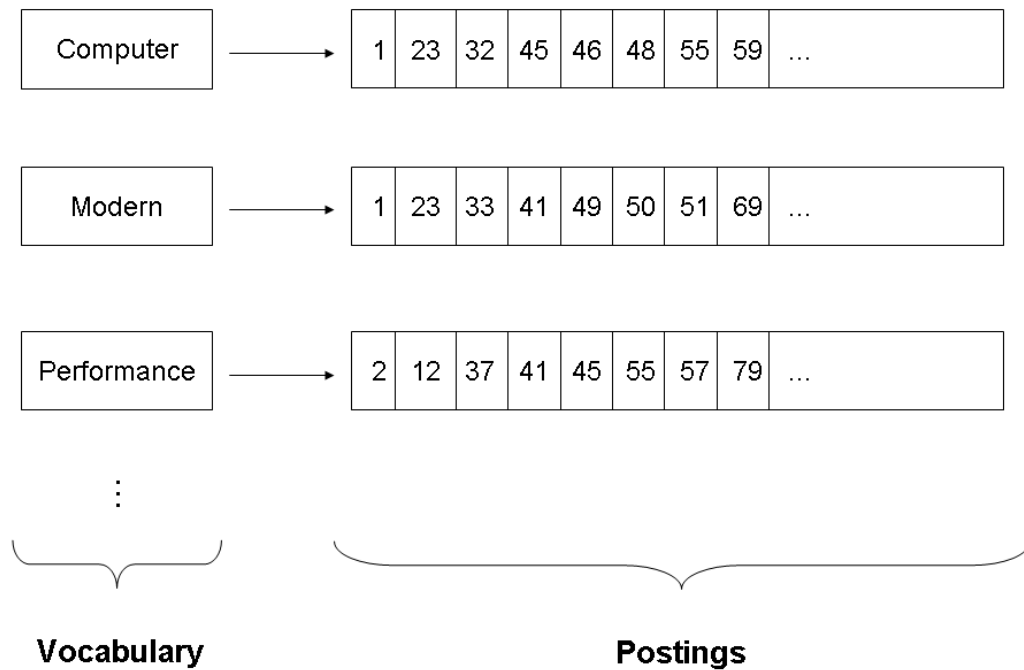 Computer 1 23 32 45 46 48 55 59 ...
Modern 1 23 33 41 49 50 51 69 ...
Performance 2 12 37 41 45 55 57 79 ...
⋮
Vocabulary Postings